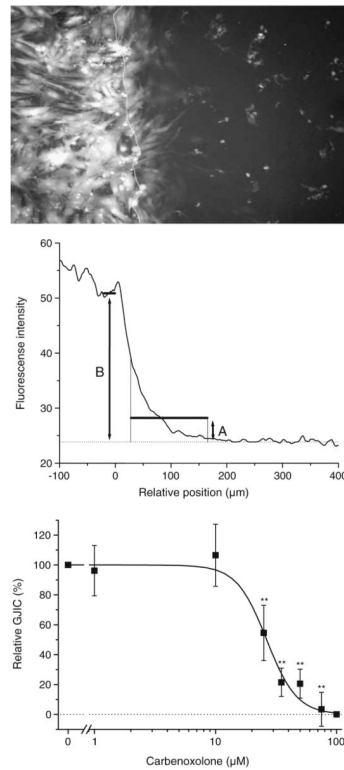 60
50
40
30
20
Fluorescense intensity
B
A
-100 0 100 200 300 400
Relative position (µm)
120
100
80
60
40
20
0
Relative GJIC (%)
**
**
**
**
0 1 10 100
Carbenoxolone (µM)